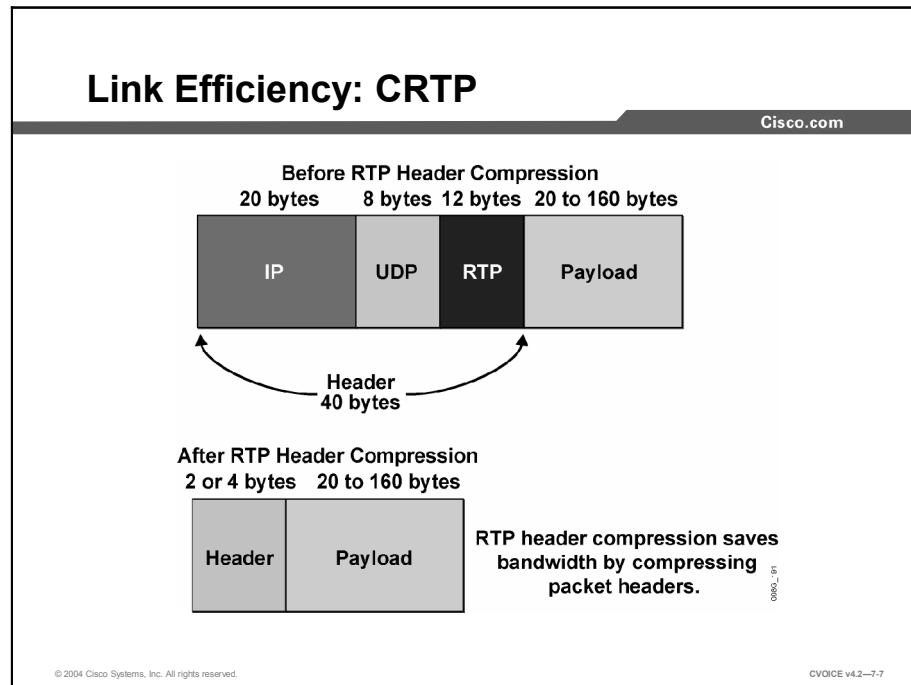 Link Efficiency: CRTP
Cisco.com
Before RTP Header Compression
20 bytes 8 bytes 12 bytes 20 to 160 bytes
IP UDP RTP Payload
Header
40 bytes
After RTP Header Compression
2 or 4 bytes 20 to 160 bytes
Header Payload
RTP header compression saves
bandwidth by compressing
packet headers.
© 2004 Cisco Systems, Inc. All rights reserved.
CVOICE v4.2—7-7